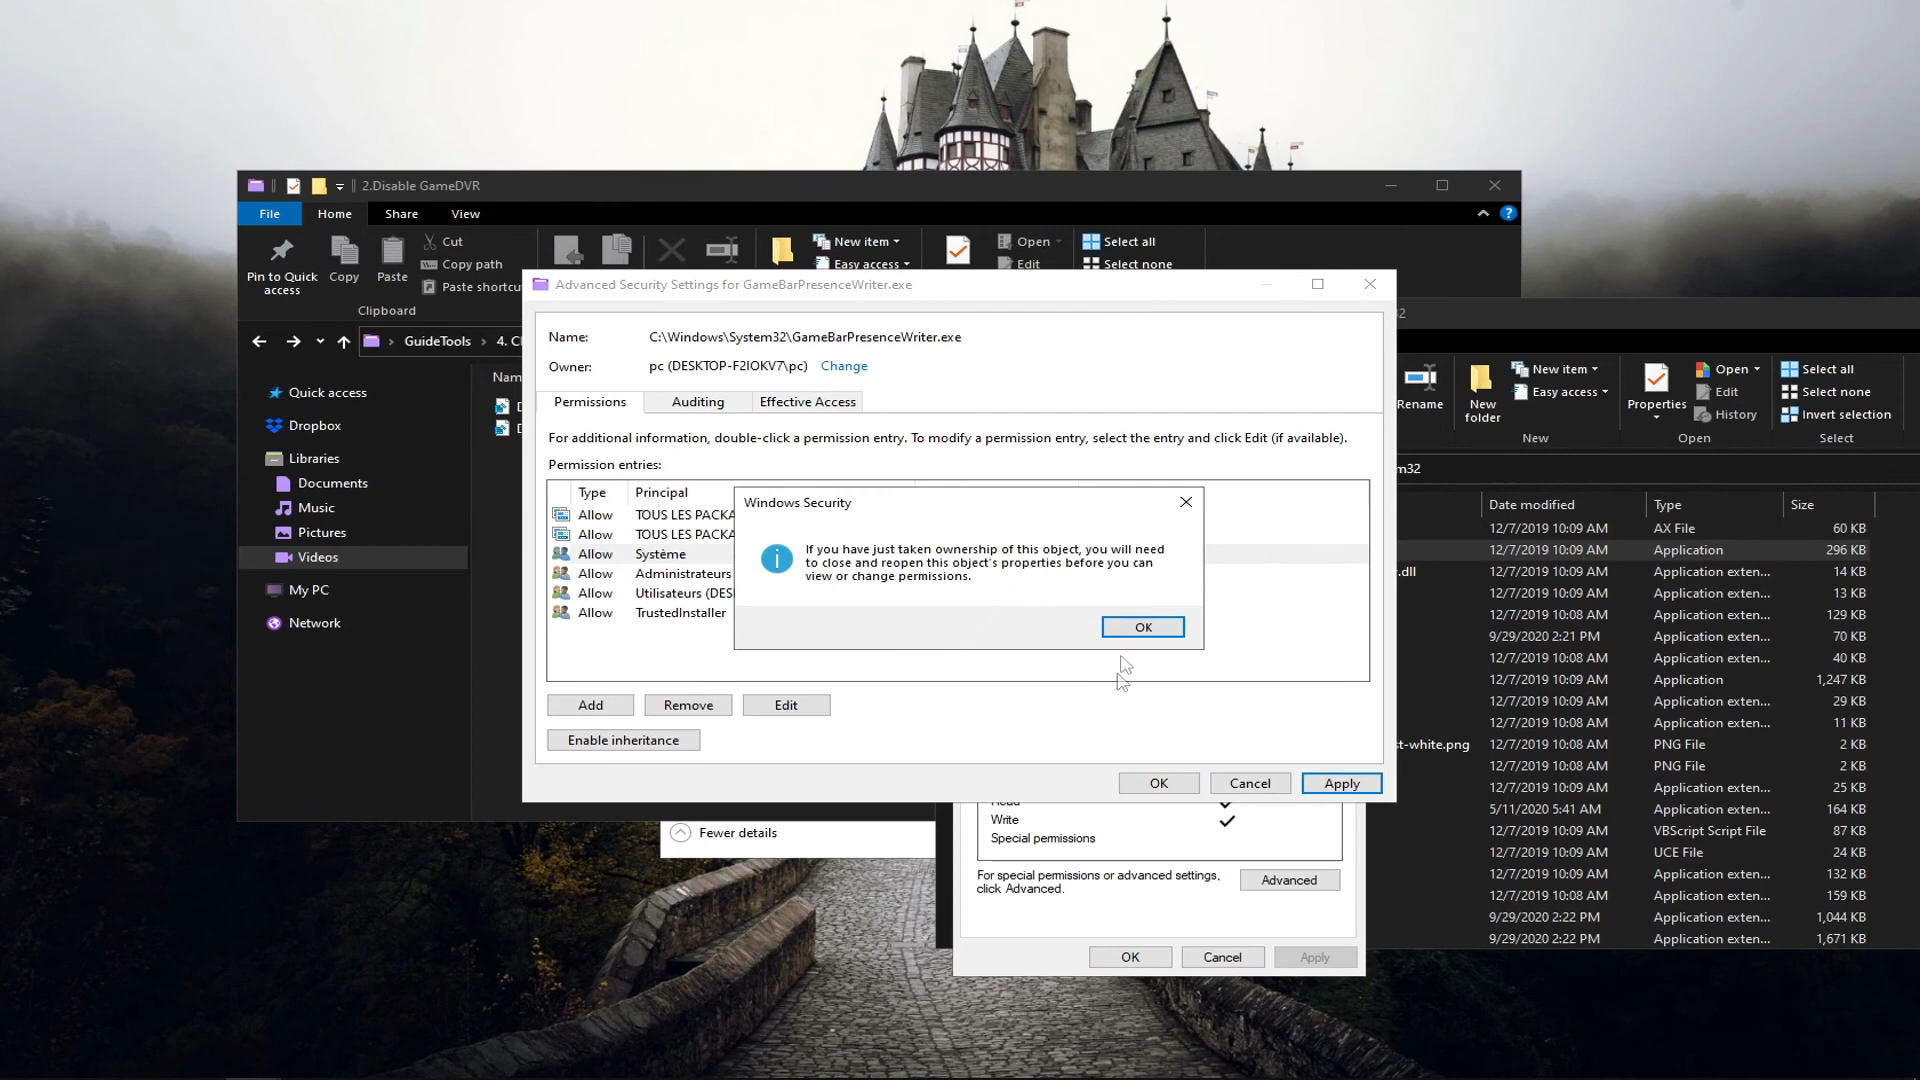 2.Disable GameDVR
File
Home
Share
View
Pin to Quick access
Copy
Paste
Cut
Copy path
Paste shortcu
Clipboard
New item
Easy access
Open
Edit
Select all
Select none
GuideTools
4. C
Quick access
Dropbox
Libraries
Documents
Music
Pictures
Videos
My PC
Network
Nam
Advanced Security Settings for GameBarPresenceWriter.exe
Name: C:\Windows\System32\GameBarPresenceWriter.exe
Owner: pc (DESKTOP-F2IOKV7\pc) Change
Permissions
Auditing
Effective Access
For additional information, double-click a permission entry. To modify a permission entry, select the entry and click Edit (if available).
Permission entries:
Type Principal
Allow TOUS LES PACKA
Allow TOUS LES PACKA
Allow Système
Allow Administrateurs
Allow Utilisateurs (DES
Allow TrustedInstaller
Windows Security
If you have just taken ownership of this object, you will need
to close and reopen this object's properties before you can
view or change permissions.
OK
Add
Remove
Edit
Enable inheritance
OK
Cancel
Apply
Fewer details
Write
Special permissions
For special permissions or advanced settings,
click Advanced.
Advanced
OK
Cancel
Apply
Rename
New folder
New item
Easy access
New
Properties
Open
Edit
History
Open
Select all
Select none
Invert selection
Select
m32
Date modified Type Size
12/7/2019 10:09 AM AX File 60 KB
12/7/2019 10:09 AM Application 296 KB
.dll 12/7/2019 10:09 AM Application exten... 14 KB
12/7/2019 10:09 AM Application exten... 13 KB
12/7/2019 10:08 AM Application exten... 129 KB
9/29/2020 2:21 PM Application exten... 70 KB
12/7/2019 10:08 AM Application exten... 40 KB
12/7/2019 10:09 AM Application 1,247 KB
12/7/2019 10:09 AM Application exten... 29 KB
12/7/2019 10:08 AM Application exten... 11 KB
st-white.png 12/7/2019 10:08 AM PNG File 2 KB
12/7/2019 10:08 AM PNG File 2 KB
12/7/2019 10:09 AM Application exten... 25 KB
5/11/2020 5:41 AM Application exten... 164 KB
12/7/2019 10:09 AM VBScript Script File 87 KB
12/7/2019 10:09 AM UCE File 24 KB
12/7/2019 10:09 AM Application exten... 132 KB
12/7/2019 10:08 AM Application exten... 159 KB
9/29/2020 2:22 PM Application exten... 1,044 KB
9/29/2020 2:22 PM Application exten... 1,671 KB